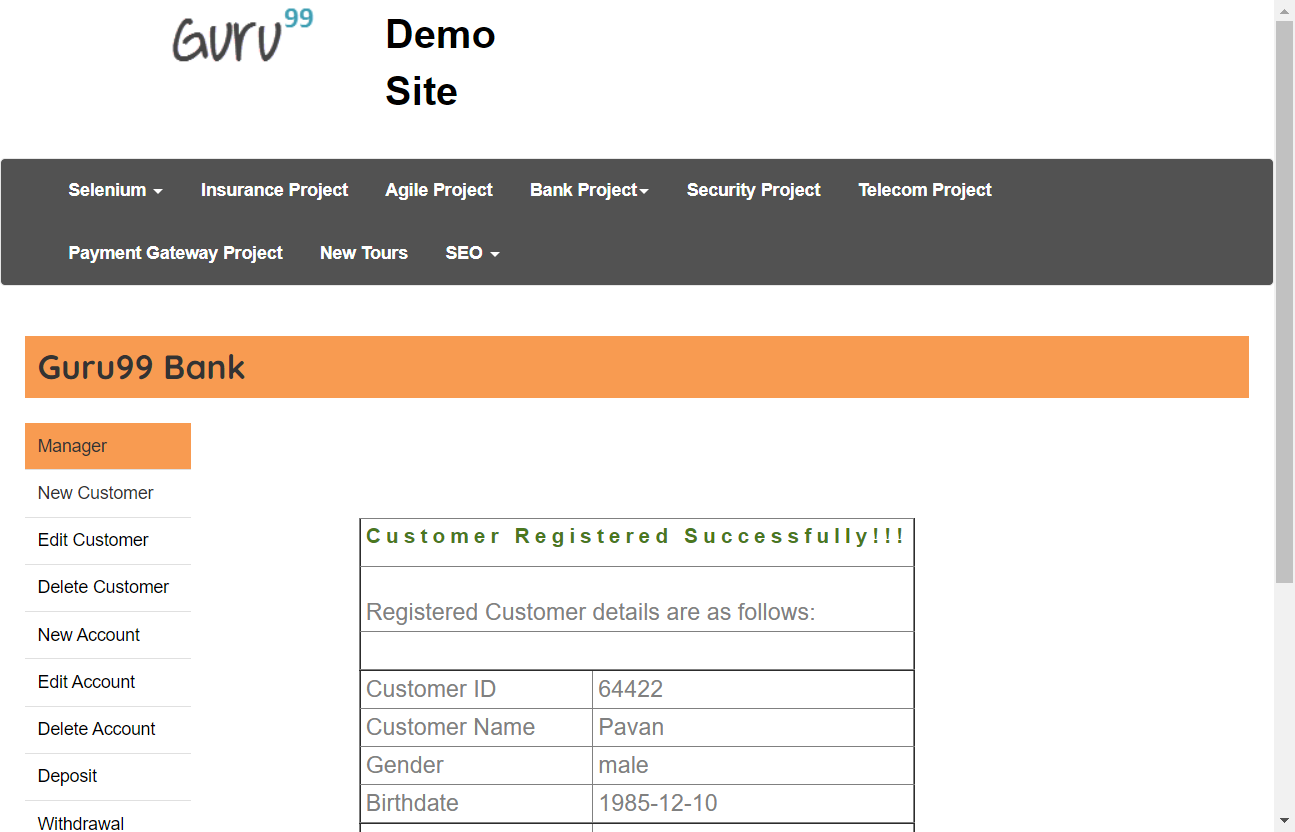 Guru99
Demo
Site
Selenium Insurance Project Agile Project Bank Project Security Project Telecom Project
Payment Gateway Project New Tours SEO
Guru99 Bank
Manager
New Customer
Edit Customer
Delete Customer
New Account
Edit Account
Delete Account
Deposit
Withdrawal
Customer Registered Successfully!!!
Registered Customer details are as follows:
Customer ID 64422
Customer Name Pavan
Gender male
Birthdate 1985-12-10